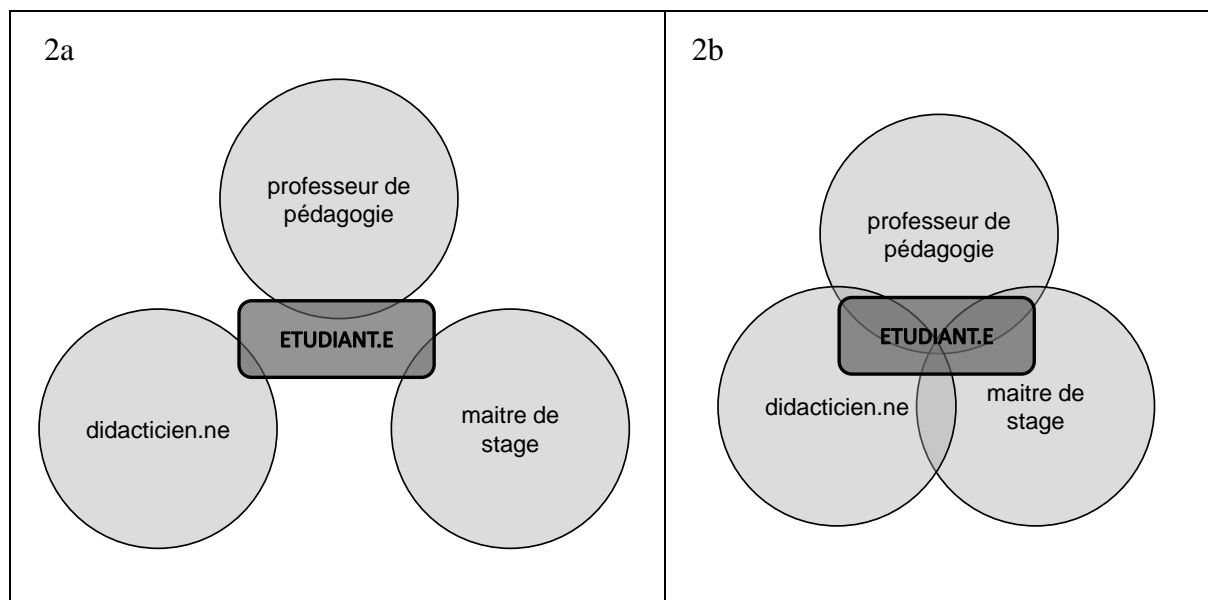 2a
professeur de
pédagogie
ETUDIANT.E
didacticien.ne
maitre de
stage
2b
professeur de
pédagogie
ETUDIANT.E
didacticien.ne
maitre de
stage